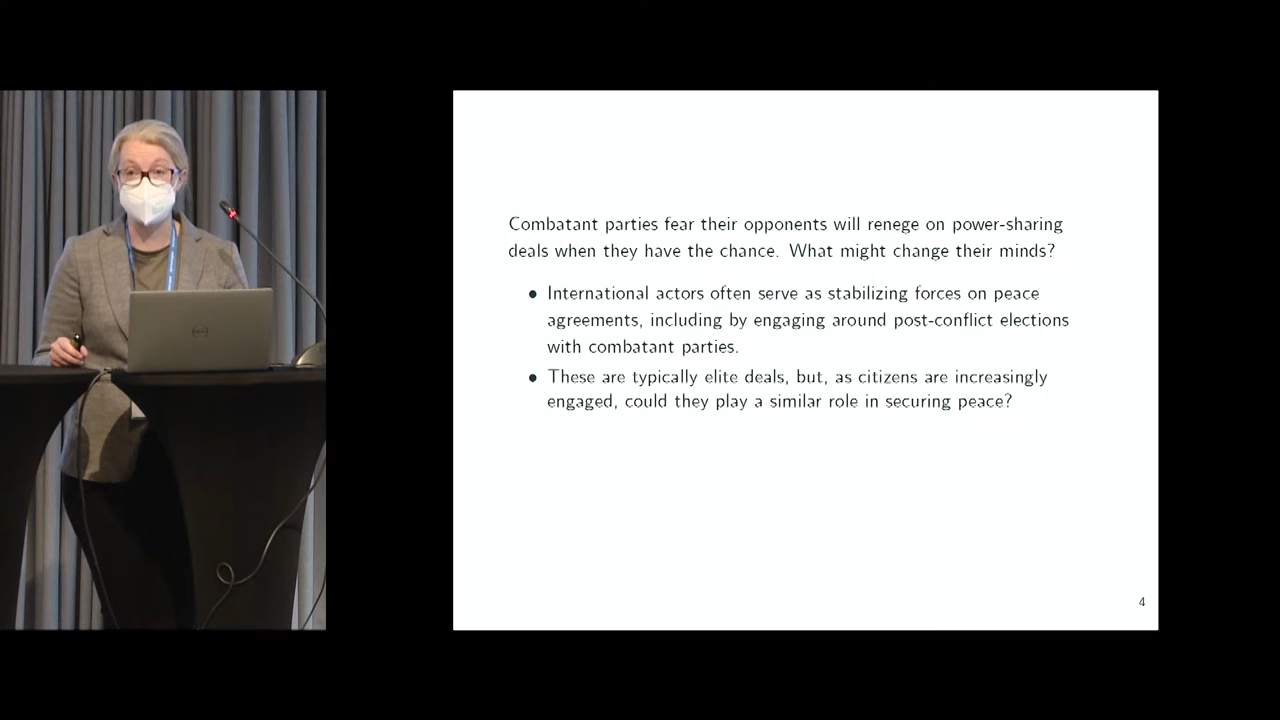 Combatant parties fear their opponents will renege on power-sharing
deals when they have the chance. What might change their minds?
• International actors often serve as stabilizing forces on peace
agreements, including by engaging around post-conflict elections
with combatant parties.
• These are typically elite deals, but, as citizens are increasingly
engaged, could they play a similar role in securing peace?
4